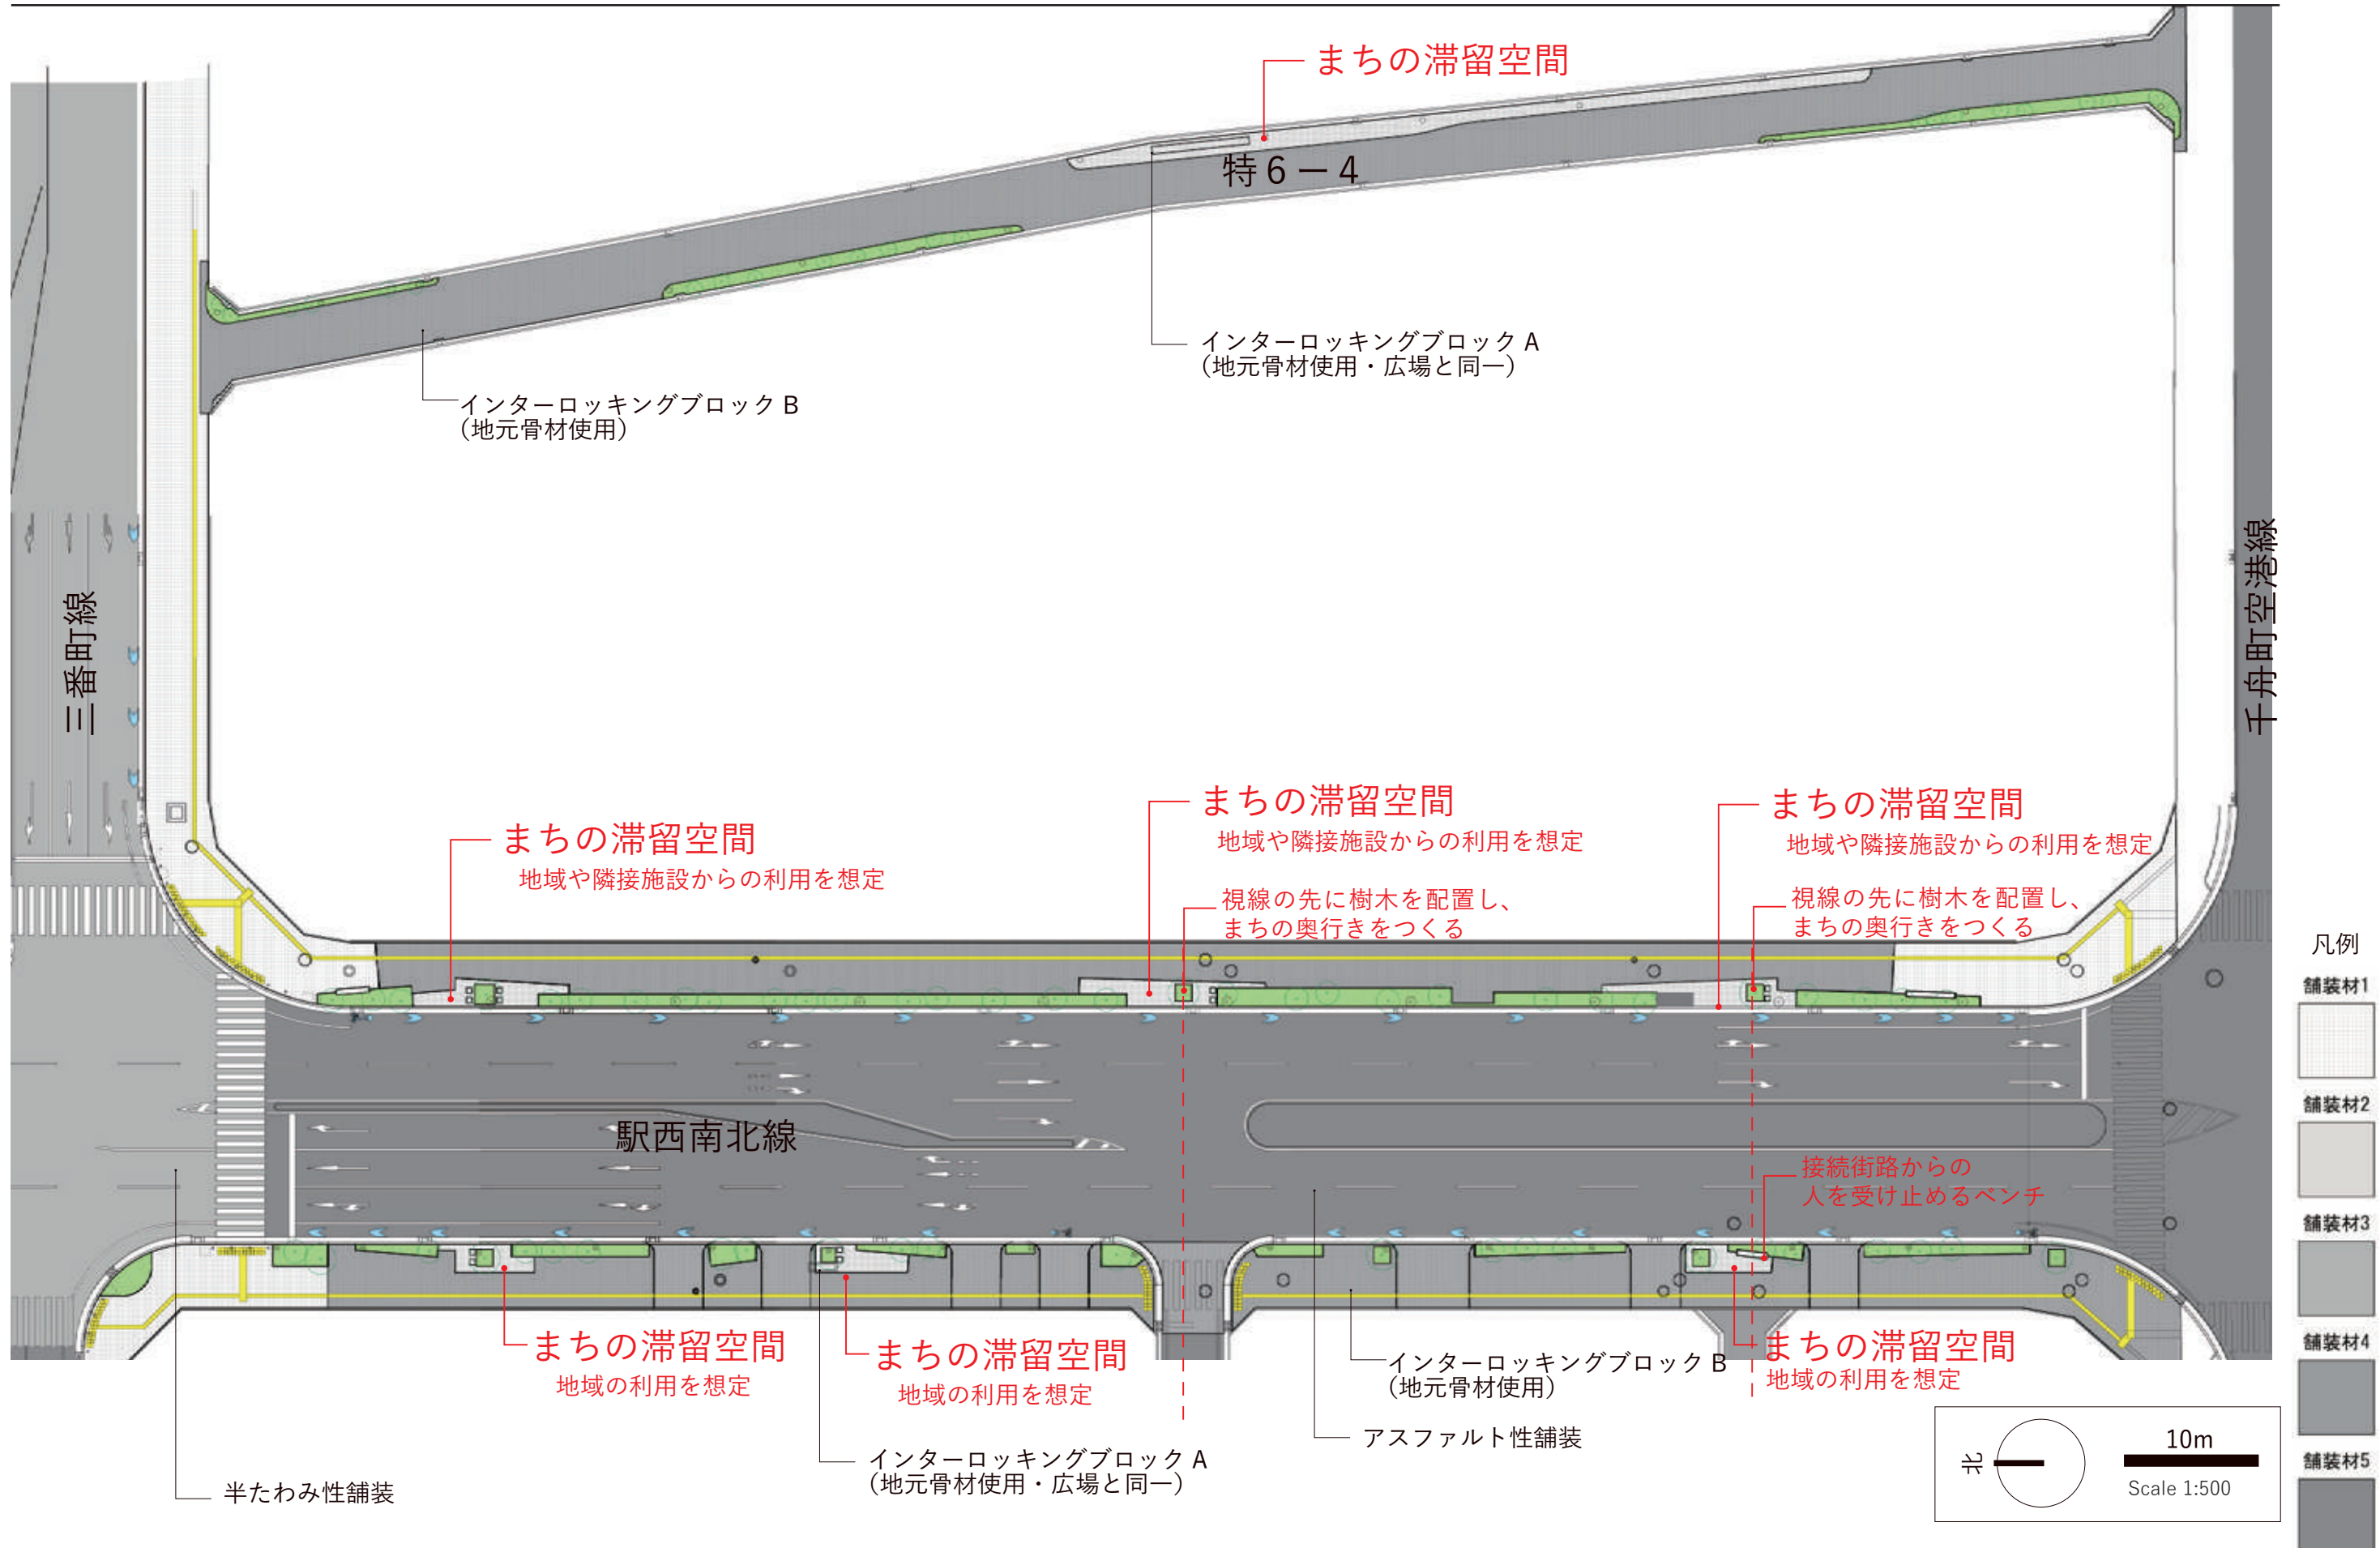 まちの滞留空間
特6－4
インターロッキングブロック A
（地元骨材使用・広場と同一）
インターロッキングブロック B
（地元骨材使用）
三番町線
千舟町空港線
まちの滞留空間
地域や隣接施設からの利用を想定
まちの滞留空間
地域や隣接施設からの利用を想定
視線の先に樹木を配置し、
まちの奥行きをつくる
まちの滞留空間
地域や隣接施設からの利用を想定
視線の先に樹木を配置し、
まちの奥行きをつくる
駅西南北線
接続街路からの
人を受け止めるベンチ
まちの滞留空間
地域の利用を想定
まちの滞留空間
地域の利用を想定
インターロッキングブロック B
（地元骨材使用）
まちの滞留空間
地域の利用を想定
アスファルト性舗装
インターロッキングブロック A
（地元骨材使用・広場と同一）
半たわみ性舗装
北
10m
Scale 1:500
凡例
舗装材1
舗装材2
舗装材3
舗装材4
舗装材5